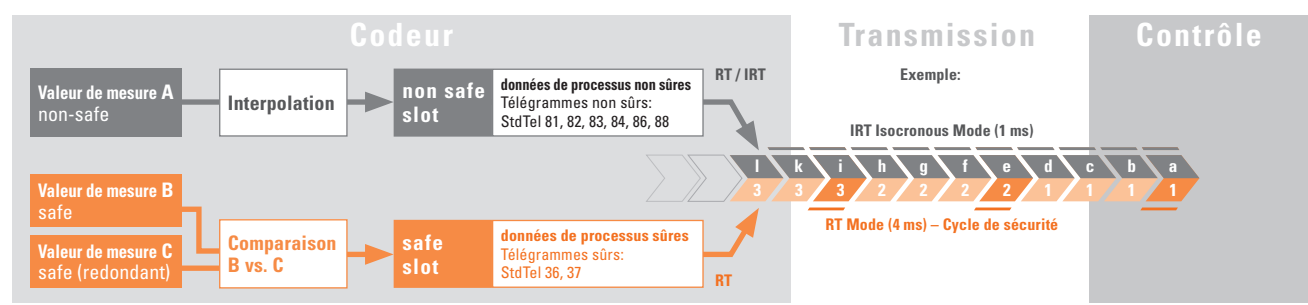 Codeur
Transmission
Contrôle
Valeur de mesure A
non-safe
Interpolation
non safe
slot
données de processus non sûres
Télégrammes non sûrs:
StdTel 81, 82, 83, 84, 86, 88
RT / IRT
Exemple:
IRT Isocronous Mode (1 ms)
l k i h g f e d c b a
3 3 3 2 2 2 2 1 1 1 1
RT Mode (4 ms) – Cycle de sécurité
Valeur de mesure B
safe
Valeur de mesure C
safe (redondant)
Comparaison
B vs. C
safe
slot
données de processus sûres
Télégrammes sûrs:
StdTel 36, 37
RT